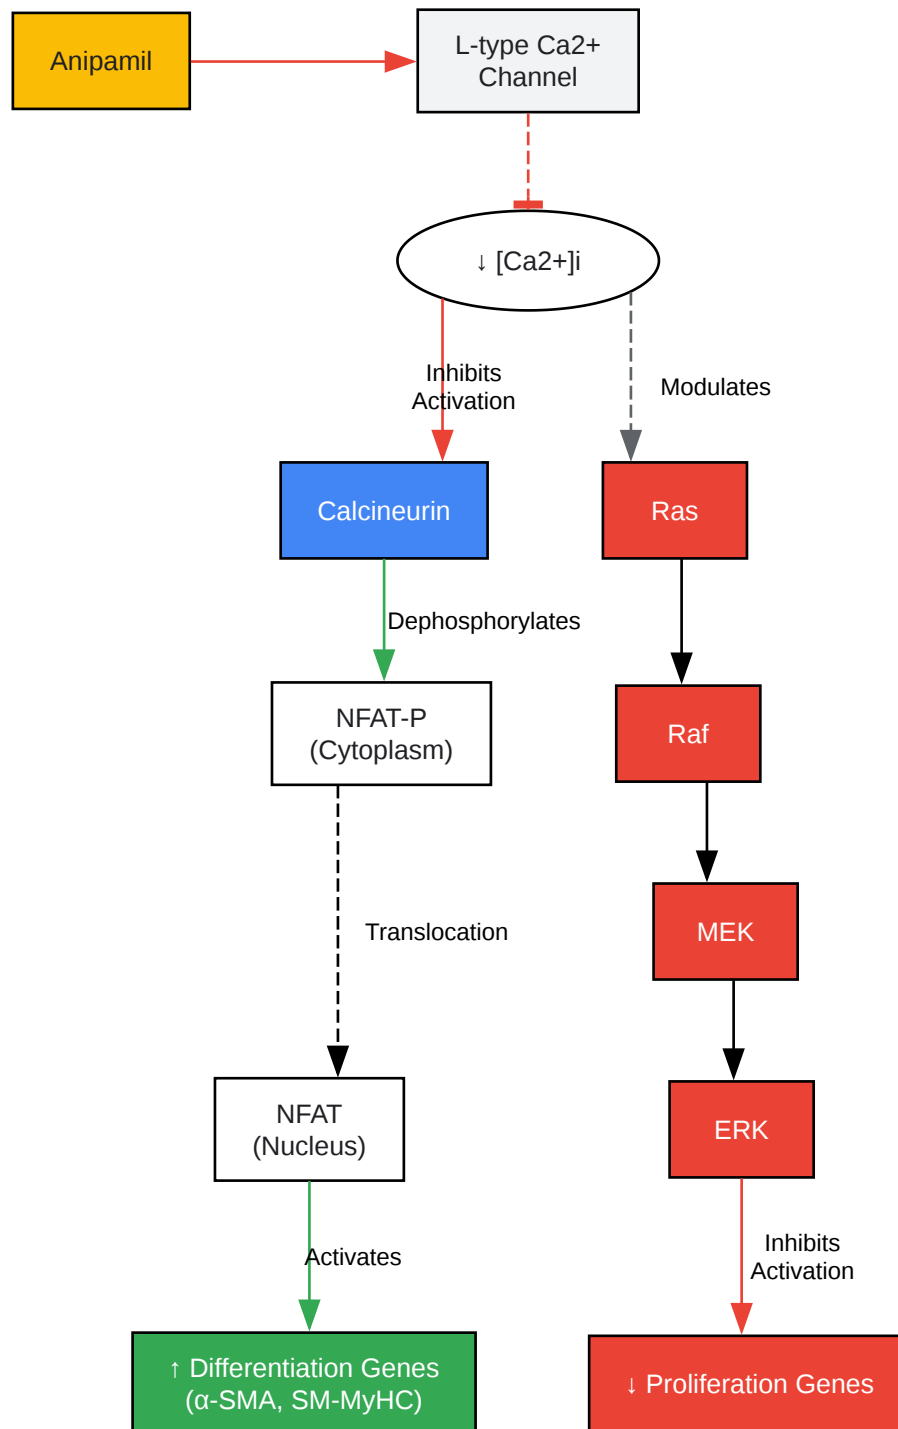 Anipamil
L-type Ca2+
Channel
↓ [Ca2+]i
Inhibits
Activation
Modulates
Calcineurin
Ras
Dephosphorylates
NFAT-P
(Cytoplasm)
Raf
Translocation
MEK
NFAT
(Nucleus)
ERK
Activates
Inhibits
Activation
↑ Differentiation Genes
(α-SMA, SM-MyHC)
↓ Proliferation Genes